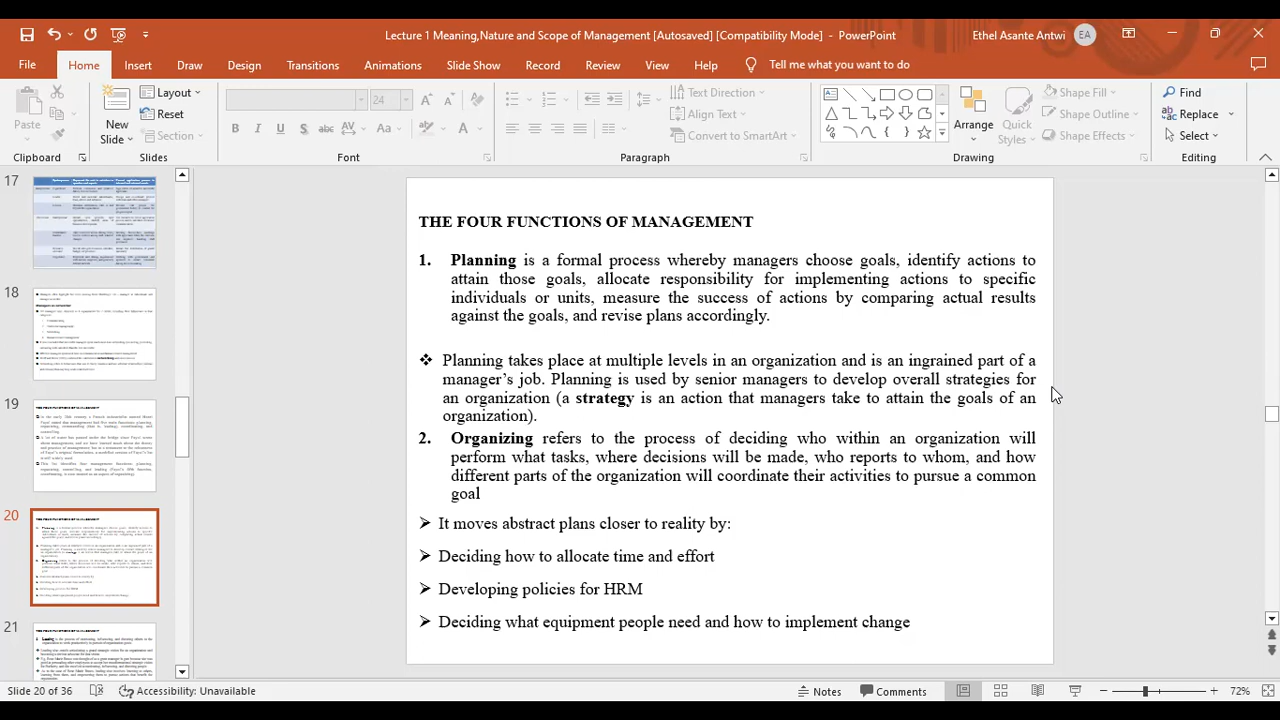 Lecture 1 Meaning,Nature and Scope of Management [Autosaved] [Compatibility Mode] - PowerPoint
Ethel Asante Antwi
EA
File
Home
Insert
Draw
Design
Transitions
Animations
Slide Show
Record
Review
View
Help
Tell me what you want to do
Paste
Clipboard
New
Slide
Layout
Reset
Section
Slides
24
B
I
U
S
abc
AV
Aa
A
Font
Text Direction
Align Text
Convert to SmartArt
Paragraph
Arrange
Quick
Styles
Shape Fill
Shape Outline
Shape Effects
Drawing
Find
Replace
Select
Editing
17
18
19
20
21
THE FOUR FUNCTIONS OF MANAGEMENT
1. Planning is a formal process whereby managers choose goals, identify actions to
attain those goals, allocate responsibility for implementing actions to specific
individuals or units, measure the success of actions by comparing actual results
against the goals, and revise plans accordingly.
Planning takes place at multiple levels in an organization and is an inherent part of a
manager's job. Planning is used by senior managers to develop overall strategies for
an organization (a strategy is an action that managers take to attain the goals of an
organization)
2. Organizing refers to the process of deciding who within an organization will
perform what tasks, where decisions will be made, who reports to whom, and how
different parts of the organization will coordinate their activities to pursue a common
goal
Moves abstract plans closer to reality by:
➢ Deciding how to allocate time and effort
➢ Developing policies for HRM
➢ Deciding what equipment people need and how to implement change
Slide 20 of 36
Accessibility: Unavailable
Notes
Comments
72%